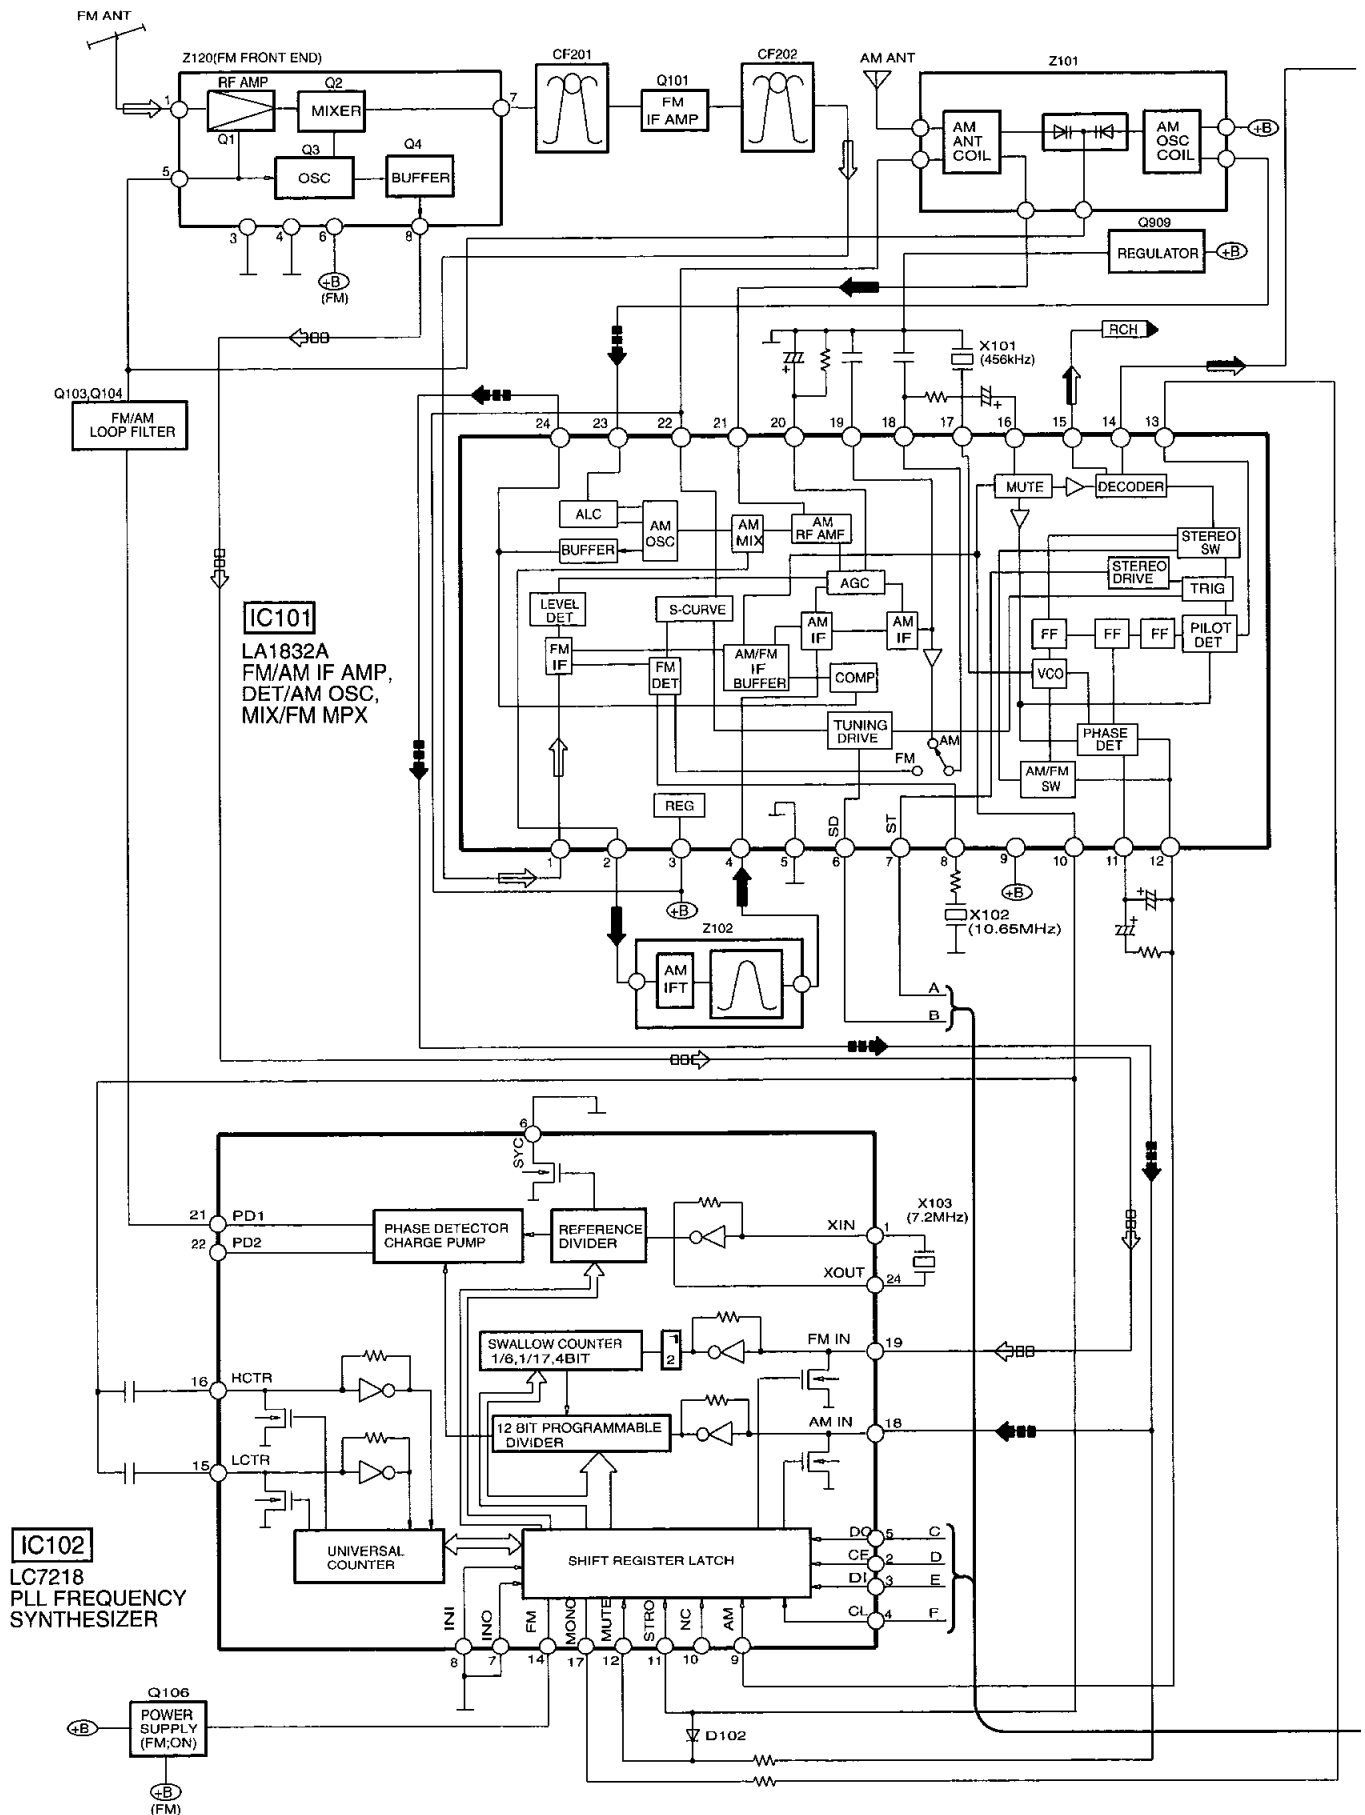 FM ANT
Z120(FM FRONT END)
CF201
CF202
AM ANT
Z101
RF AMP
Q2
Q101
1
MIXER
7
FM
IF AMP
AM
ANT
COIL
AM
OSC
COIL
+B
Q1
Q3
Q4
5
OSC
BUFFER
3
4
6
8
+B
(FM)
Q909
REGULATOR
+B
X101
(456kHz)
RCH
Q103,Q104
FM/AM
LOOP FILTER
24
23
22
21
20
19
18
17
16
15
14
13
MUTE
DECODER
ALC
AM
OSC
AM
MIX
AM
RF AMF
BUFFER
STEREO
SW
STEREO
DRIVE
AGC
TRIG
LEVEL
DET
S-CURVE
AM
IF
AM
IF
FF
FF
FF
PILOT
DET
FM
IF
FM
DET
AM/FM
IF
BUFFER
COMP
VCO
IC101
LA1832A
FM/AM IF AMP,
DET/AM OSC,
MIX/FM MPX
TUNING
DRIVE
PHASE
DET
FM
AM
AM/FM
SW
REG
SD
ST
1
2
3
4
5
6
7
8
9
10
11
12
+B
+B
X102
(10.65MHz)
Z102
AM
IFT
A
B
6
SYC
21
PD1
PHASE DETECTOR
CHARGE PUMP
REFERENCE
DIVIDER
XIN
1
X103
(7.2MHz)
22
PD2
XOUT
24
SWALLOW COUNTER
1/6,1/17,4BIT
1
2
FM IN
19
16
HCTR
12 BIT PROGRAMMABLE
DIVIDER
AM IN
18
15
LCTR
IC102
LC7218
PLL FREQUENCY
SYNTHESIZER
UNIVERSAL
COUNTER
SHIFT REGISTER LATCH
DO
5
C
CE
2
D
DI
3
E
CL
4
F
INI
INO
FM
MONO
MUTE
STRO
NC
AM
8
7
14
17
12
11
10
9
Q106
+B
POWER
SUPPLY
(FM;ON)
D102
+B
(FM)